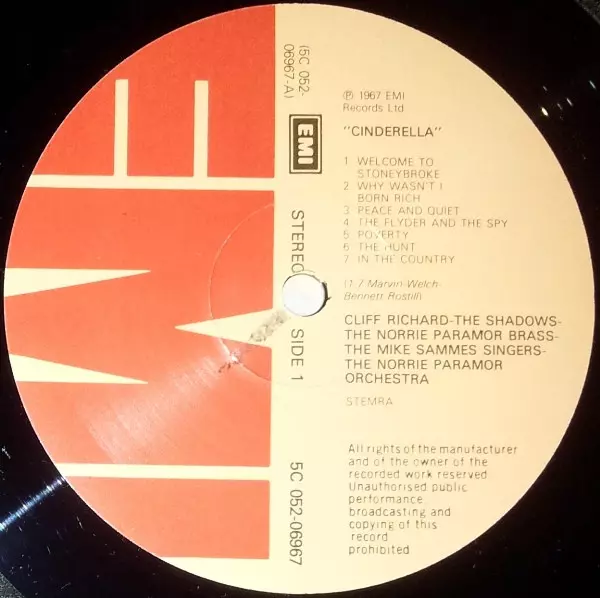 (5C 052-
06967-A)
EMI
STEREO
SIDE 1
5C 052-06967
EMI
℗ 1967 EMI
Records Ltd
"CINDERELLA"
1 WELCOME TO
STONEYBROKE
2 WHY WASN'T I
BORN RICH
3 PEACE AND QUIET
4 THE FLYDER AND THE SPY
5 POVERTY
6 THE HUNT
7 IN THE COUNTRY
(1-7 Marvin-Welch-
Bennett-Rostill)
CLIFF RICHARD-THE SHADOWS-
THE NORRIE PARAMOR BRASS-
THE MIKE SAMMES SINGERS-
THE NORRIE PARAMOR
ORCHESTRA
STEMRA
All rights of the manufacturer
and of the owner of the
recorded work reserved.
Unauthorised public
performance,
broadcasting and
copying of this
record
prohibited